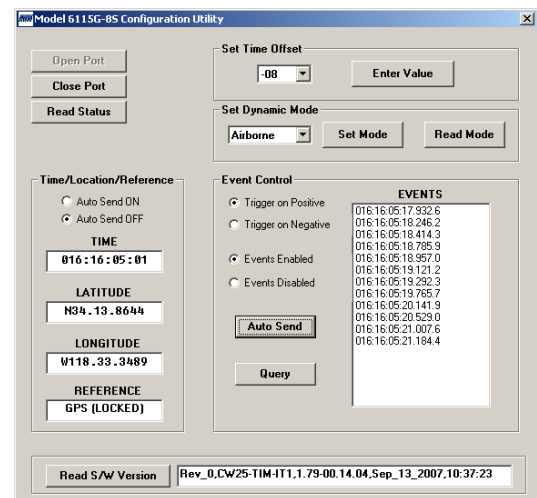 Model 6115G-8S Configuration Utility
Open Port
Close Port
Read Status
Set Time Offset
-08
Enter Value
Set Dynamic Mode
Airborne
Set Mode
Read Mode
Time/Location/Reference
Auto Send ON
Auto Send OFF
TIME
016:16:05:01
LATITUDE
N34.13.8644
LONGITUDE
W118.33.3489
REFERENCE
GPS (LOCKED)
Event Control
Trigger on Positive
Trigger on Negative
Events Enabled
Events Disabled
Auto Send
Query
EVENTS
016:16:05:17.932.6
016:16:05:18.246.2
016:16:05:18.414.3
016:16:05:18.785.9
016:16:05:18.957.0
016:16:05:19.121.2
016:16:05:19.292.3
016:16:05:19.765.7
016:16:05:20.141.9
016:16:05:20.529.0
016:16:05:21.007.6
016:16:05:21.184.4
Read S/W Version
Rev_0,CW25-TIM-IT1,1.79-00.14.04,Sep_13_2007,10:37:23